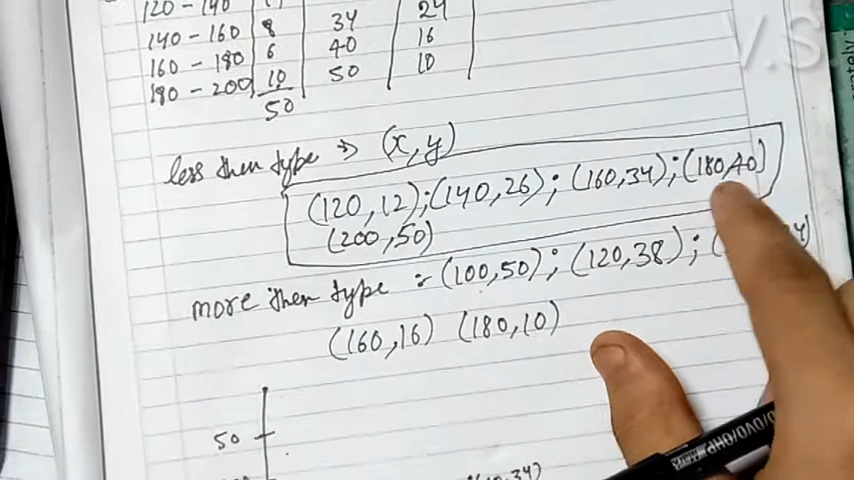 120 - 140
24
140 - 160 8 34 16
160 - 180 6 40 10
180 - 200 10 50
50
less then type → (x, y)
(120, 12); (140, 26); (160, 34); (180, 40)
(200, 50)
more then type :- (100, 50); (120, 38); (
(160, 16) (180, 10)
50
V.S.